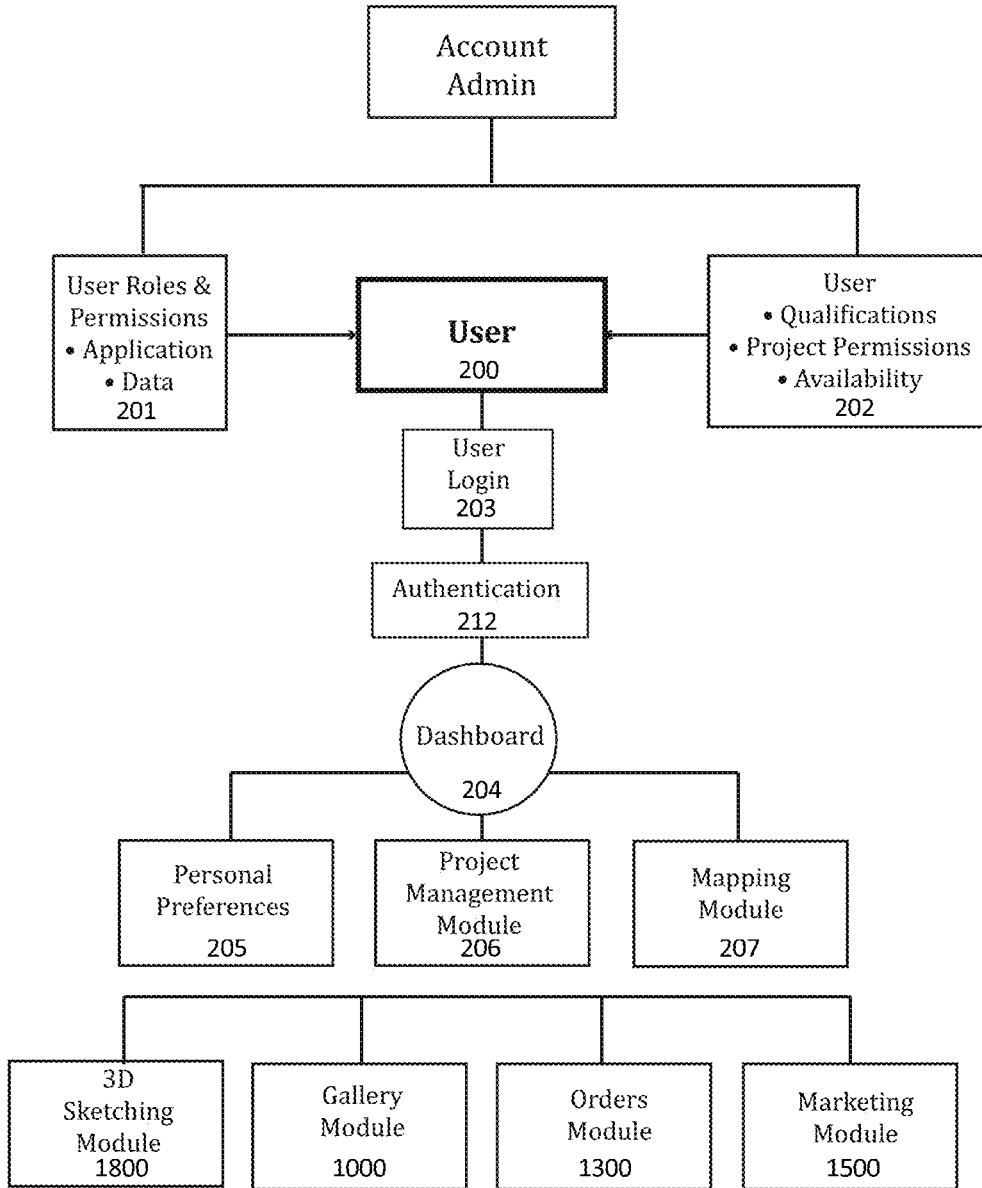 Account
Admin
User Roles &
Permissions
• Application
• Data
201
User
200
User
• Qualifications
• Project Permissions
• Availability
202
User
Login
203
Authentication
212
Dashboard
204
Personal
Preferences
205
Project
Management
Module
206
Mapping
Module
207
3D
Sketching
Module
1800
Gallery
Module
1000
Orders
Module
1300
Marketing
Module
1500